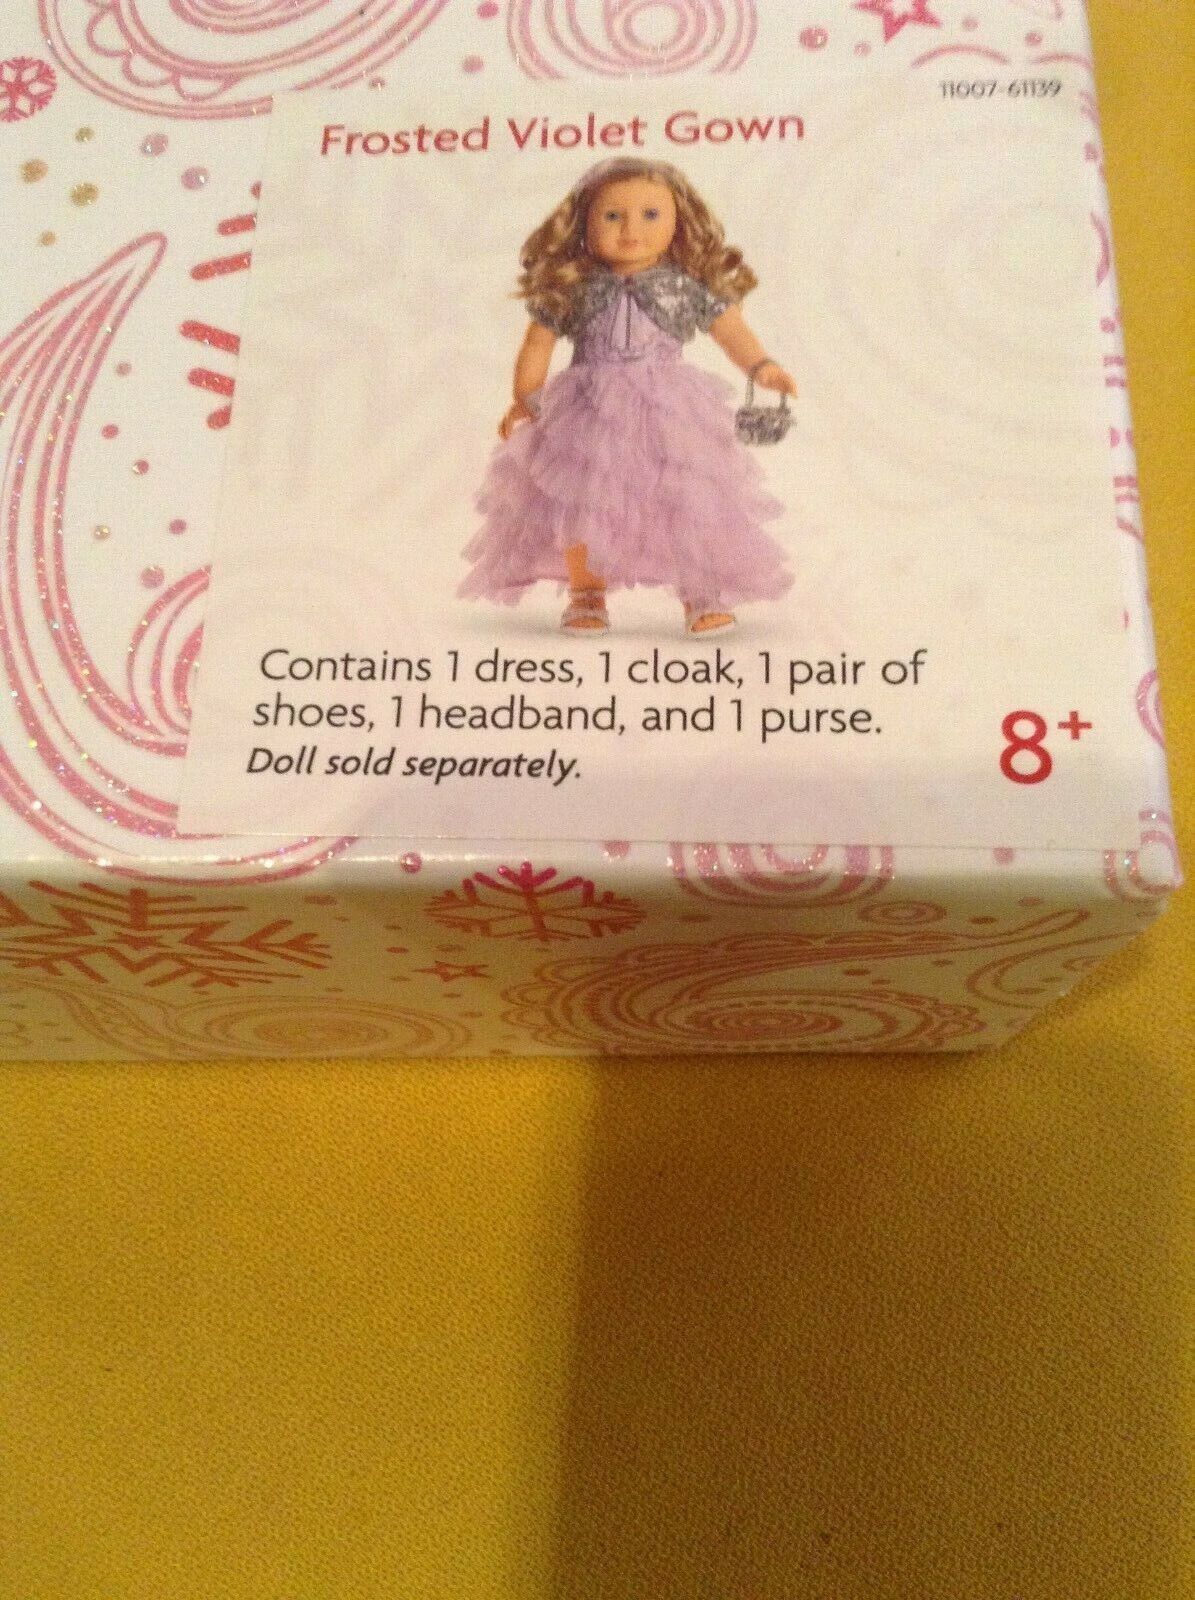 11007-61139
Frosted Violet Gown
Contains 1 dress, 1 cloak, 1 pair of
shoes, 1 headband, and 1 purse.
Doll sold separately.
8+